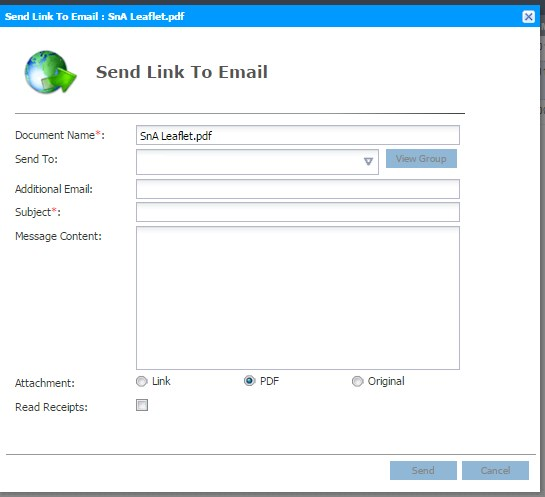 Send Link To Email : SnA Leaflet.pdf
Send Link To Email
Document Name*: SnA Leaflet.pdf
Send To: View Group
Additional Email:
Subject*:
Message Content:
Attachment: Link PDF Original
Read Receipts:
Send Cancel